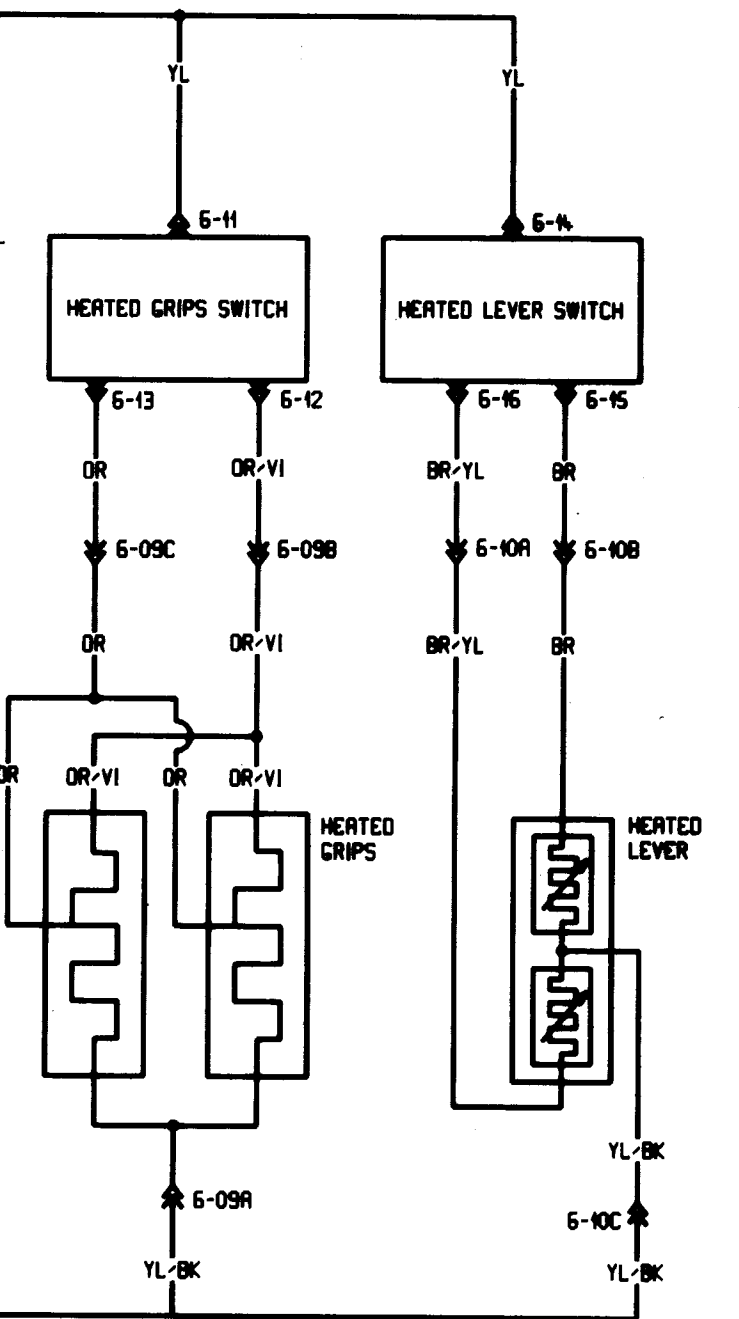 YL
YL
6-11
6-14
HEATED GRIPS SWITCH
HEATED LEVER SWITCH
6-13
6-12
6-16
6-15
OR
OR/VI
BR/YL
BR
6-09C
6-09B
6-10A
6-10B
OR
OR/VI
BR/YL
BR
OR
OR/VI
OR
OR/VI
HEATED
GRIPS
HEATED
LEVER
YL/BK
6-09A
6-10C
YL/BK
YL/BK